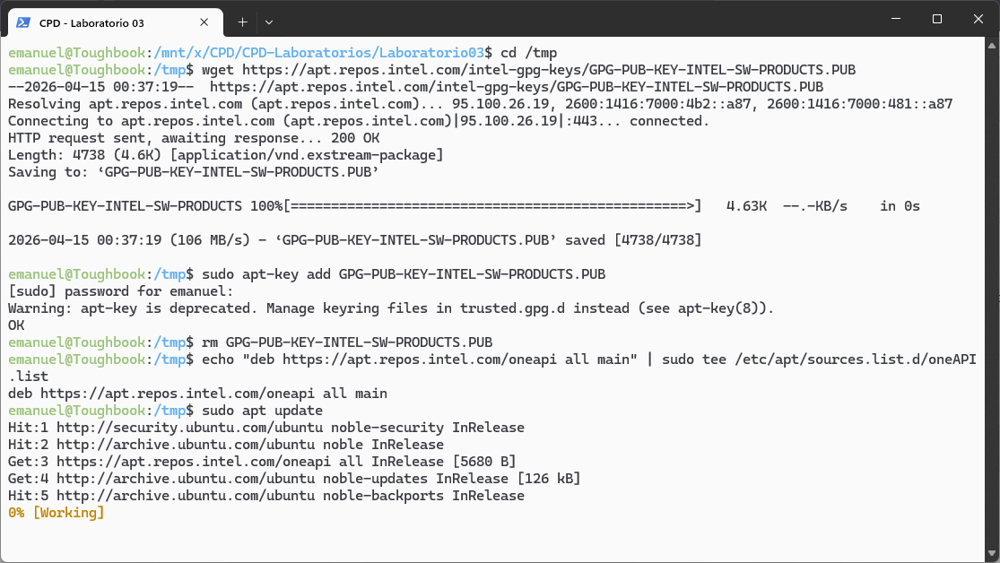 CPD - Laboratorio 03
emanuel@Toughbook:/mnt/x/CPD/CPD-Laboratorios/Laboratorio03$ cd /tmp
emanuel@Toughbook:/tmp$ wget https://apt.repos.intel.com/intel-gpg-keys/GPG-PUB-KEY-INTEL-SW-PRODUCTS.PUB
--2026-04-15 00:37:19--  https://apt.repos.intel.com/intel-gpg-keys/GPG-PUB-KEY-INTEL-SW-PRODUCTS.PUB
Resolving apt.repos.intel.com (apt.repos.intel.com)... 95.100.26.19, 2600:1416:7000:4b2::a87, 2600:1416:7000:481::a87
Connecting to apt.repos.intel.com (apt.repos.intel.com)|95.100.26.19|:443... connected.
HTTP request sent, awaiting response... 200 OK
Length: 4738 (4.6K) [application/vnd.exstream-package]
Saving to: ‘GPG-PUB-KEY-INTEL-SW-PRODUCTS.PUB’
GPG-PUB-KEY-INTEL-SW-PRODUCTS 100%[=================================================>]   4.63K  --.-KB/s    in 0s
2026-04-15 00:37:19 (106 MB/s) - ‘GPG-PUB-KEY-INTEL-SW-PRODUCTS.PUB’ saved [4738/4738]
emanuel@Toughbook:/tmp$ sudo apt-key add GPG-PUB-KEY-INTEL-SW-PRODUCTS.PUB
[sudo] password for emanuel:
Warning: apt-key is deprecated. Manage keyring files in trusted.gpg.d instead (see apt-key(8)).
OK
emanuel@Toughbook:/tmp$ rm GPG-PUB-KEY-INTEL-SW-PRODUCTS.PUB
emanuel@Toughbook:/tmp$ echo "deb https://apt.repos.intel.com/oneapi all main" | sudo tee /etc/apt/sources.list.d/oneAPI
.list
deb https://apt.repos.intel.com/oneapi all main
emanuel@Toughbook:/tmp$ sudo apt update
Hit:1 http://security.ubuntu.com/ubuntu noble-security InRelease
Hit:2 http://archive.ubuntu.com/ubuntu noble InRelease
Get:3 https://apt.repos.intel.com/oneapi all InRelease [5680 B]
Get:4 http://archive.ubuntu.com/ubuntu noble-updates InRelease [126 kB]
Hit:5 http://archive.ubuntu.com/ubuntu noble-backports InRelease
0% [Working]